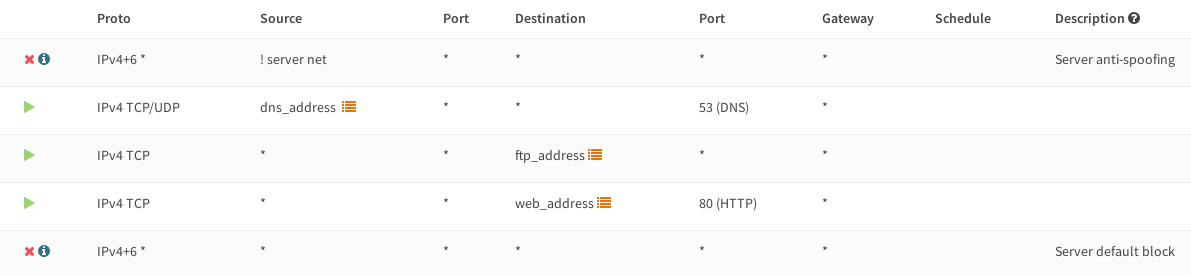 Proto Source Port Destination Port Gateway Schedule Description
IPv4+6 * ! server net * * * * Server anti-spoofing
IPv4 TCP/UDP dns_address * * 53 (DNS) *
IPv4 TCP * * ftp_address * *
IPv4 TCP * * web_address 80 (HTTP) *
IPv4+6 * * * * * * Server default block